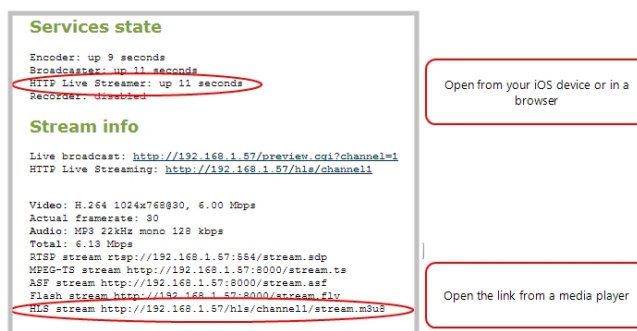 Services state
Encoder: up 9 seconds
Broadcaster: up 11 seconds
HTTP Live Streamer: up 11 seconds
Recorder: disabled
Open from your iOS device or in a
browser
Stream info
Live broadcast: http://192.168.1.57/preview.cgi?channel=1
HTTP Live Streaming: http://192.168.1.57/hls/channel1
Video: H.264 1024x768@30, 6.00 Mbps
Actual framerate: 30
Audio: MP3 22kHz mono 128 kbps
Total: 6.13 Mbps
RTSP stream rtsp://192.168.1.57:554/stream.sdp
MPEG-TS stream http://192.168.1.57:8000/stream.ts
ASF stream http://192.168.1.57:8000/stream.asf
Flash stream http://192.168.1.57:8000/stream.flv
HLS stream http://192.168.1.57/hls/channel1/stream.m3u8
Open the link from a media player